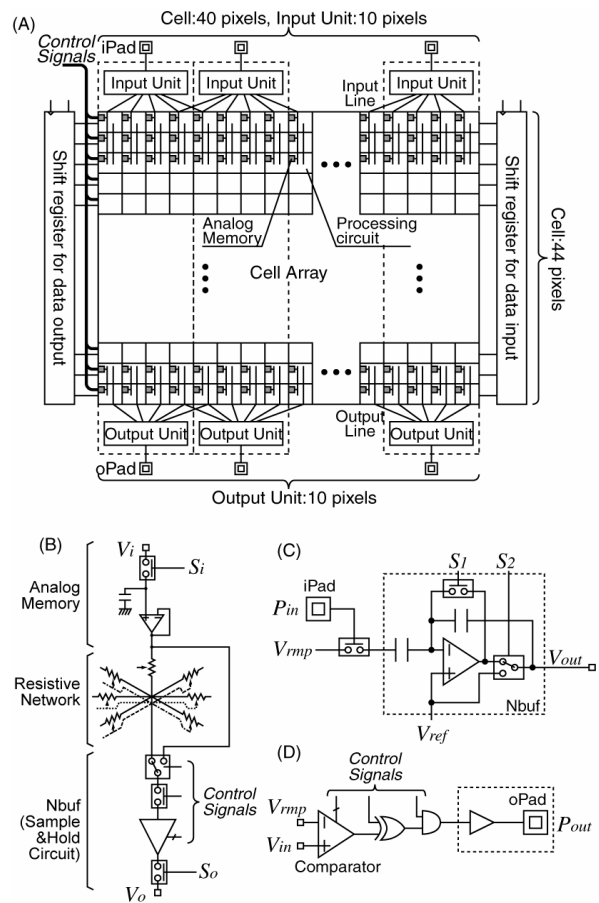 (A)
Cell:40 pixels, Input Unit:10 pixels
Control
Signals
iPad
Input Unit
Input Unit
Input
Line
Input Unit
Shift register for data output
Analog
Memory
Processing
circuit
Cell Array
Shift register for data input
Cell:44 pixels
Output Unit
Output Unit
Output
Line
Output Unit
oPad
Output Unit:10 pixels
(B)
Vi
Si
Analog
Memory
Resistive
Network
Nbuf
(Sample
&Hold
Circuit)
Control
Signals
So
Vo
(C)
S1
S2
iPad
Pin
Vrmp
Vout
Nbuf
Vref
(D)
Control
Signals
Vrmp
Vin
Comparator
oPad
Pout